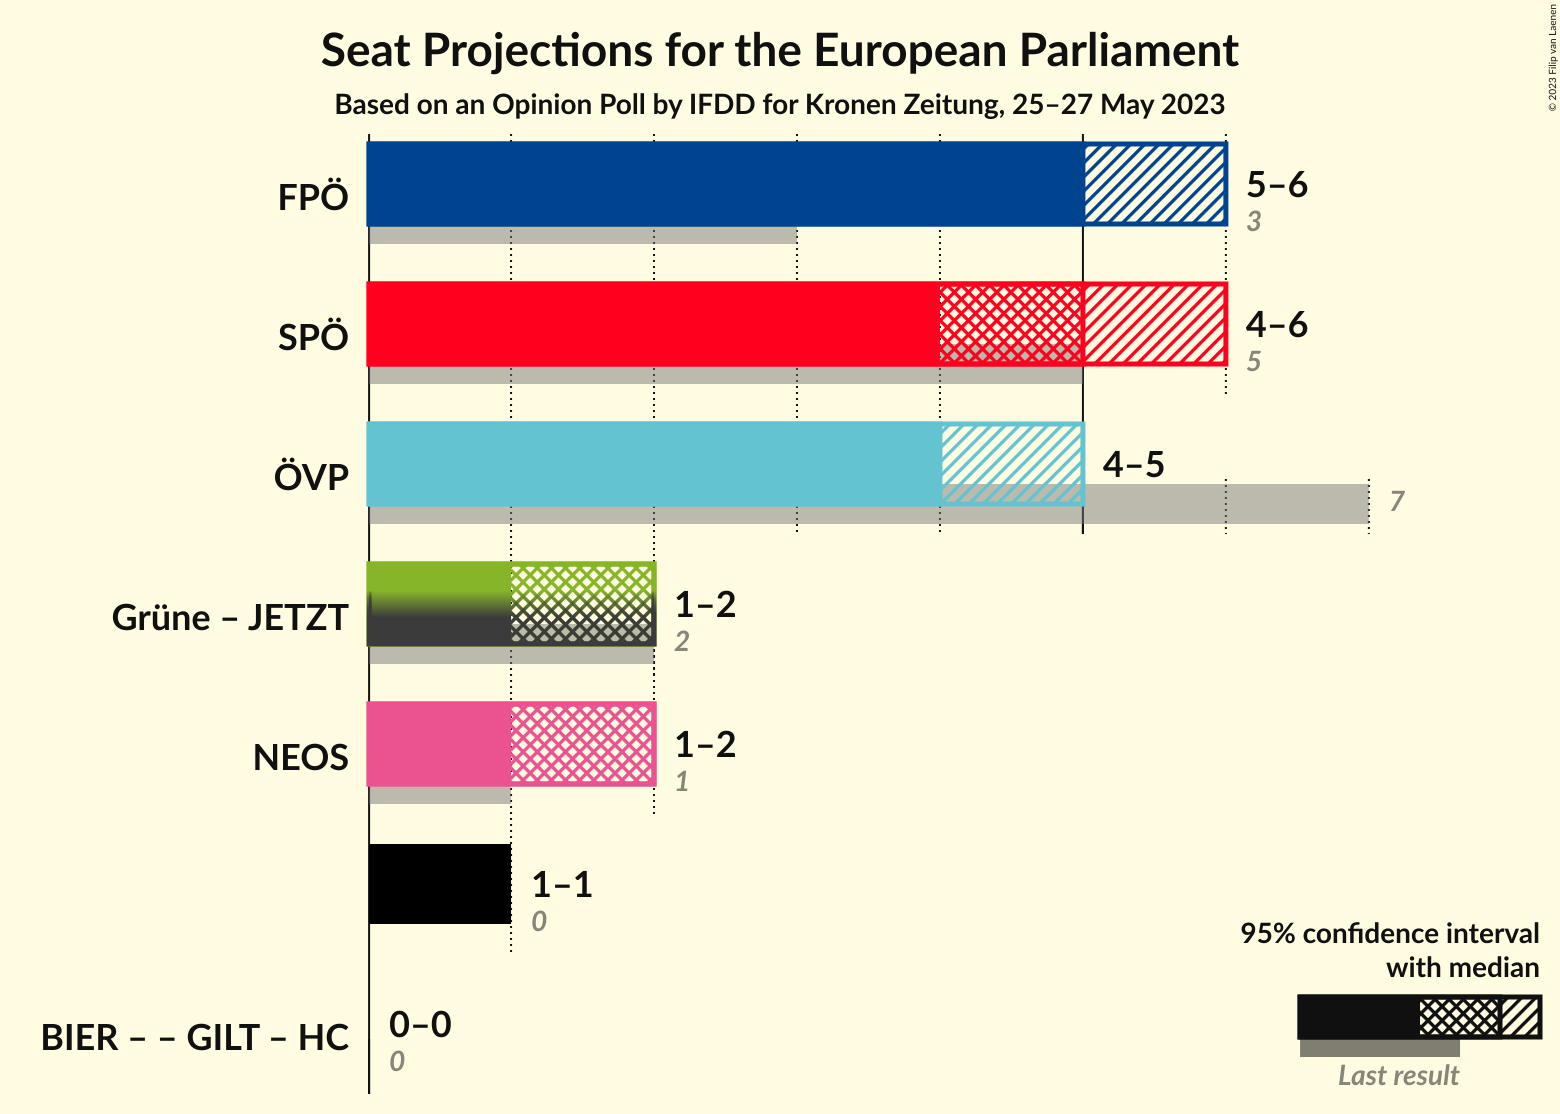 Seat Projections for the European Parliament
Based on an Opinion Poll by IFDD for Kronen Zeitung, 25–27 May 2023
© 2023 Filip van Laenen
FPÖ
5–6
3
SPÖ
4–6
5
ÖVP
4–5
7
Grüne – JETZT
1–2
2
NEOS
1–2
1
1–1
0
BIER – – GILT – HC
0–0
0
95% confidence interval
with median
Last result